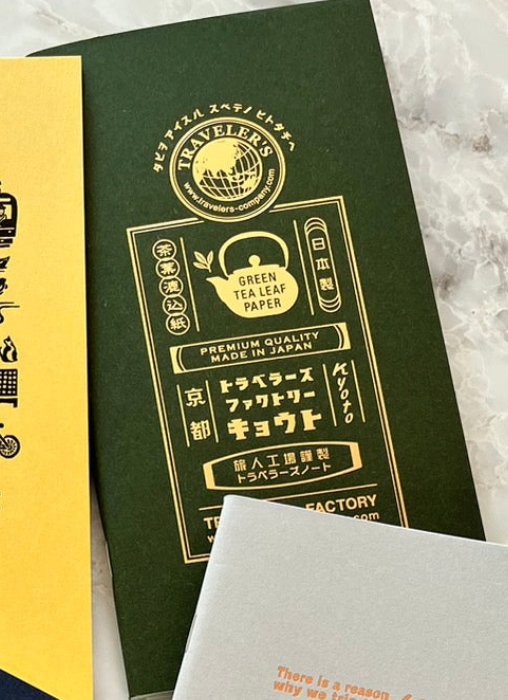 タビヲ アイスル スベテノ ヒトタチヘ
TRAVELER'S
www.travelers-company.com
茶葉漉込紙
GREEN
TEA LEAF
PAPER
日本製
PREMIUM QUALITY
MADE IN JAPAN
京都
トラベラーズ
ファクトリー
キョウト
Kyoto
旅人工場謹製
トラベラーズノート
FACTORY
.com
There is a reason
why we